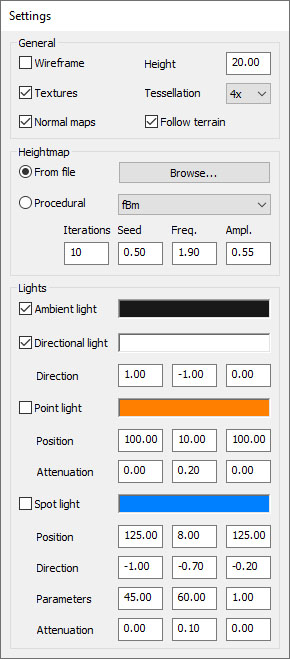 Settings
General
Wireframe Height 20.00
Textures Tessellation 4x
Normal maps Follow terrain
Heightmap
From file Browse...
Procedural fBm
Iterations Seed Freq. Ampl.
10 0.50 1.90 0.55
Lights
Ambient light
Directional light
Direction 1.00 -1.00 0.00
Point light
Position 100.00 10.00 100.00
Attenuation 0.00 0.20 0.00
Spot light
Position 125.00 8.00 125.00
Direction -1.00 -0.70 -0.20
Parameters 45.00 60.00 1.00
Attenuation 0.00 0.10 0.00